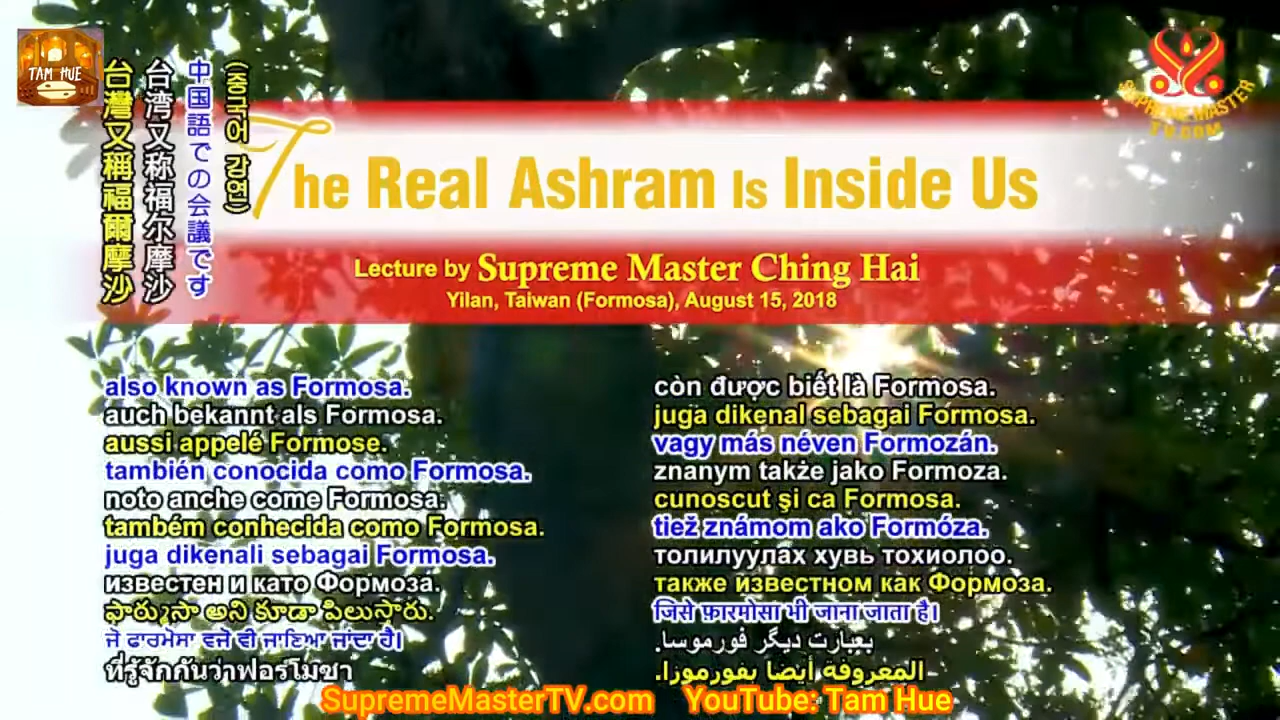 TAM HUE
SUPREME MASTER
TV.COM
台灣又稱福爾摩沙
台湾又称福尔摩沙
中国語での会議です
(중국어 강연)
The Real Ashram Is Inside Us
Lecture by Supreme Master Ching Hai
Yilan, Taiwan (Formosa), August 15, 2018
also known as Formosa.
auch bekannt als Formosa.
aussi appelé Formose.
también conocida como Formosa.
noto anche come Formosa.
também conhecida como Formosa.
juga dikenali sebagai Formosa.
известен и като Формоза.
ఫార్ముసా అని కూడా పిలుస్తారు.
ਜੋ ਫਾਰਮੋਸਾ ਵਜੋਂ ਵੀ ਜਾਣਿਆ ਜਾਂਦਾ ਹੈ।
ที่รู้จักกันว่าฟอร์โมซา
còn được biết là Formosa.
juga dikenal sebagai Formosa.
vagy más néven Formozán.
znanym także jako Formoza.
cunoscut şi ca Formosa.
tiež známom ako Formóza.
толилуулах хувь тохиолоо.
также известном как Формоза.
जिसे फ़ारमोसा भी जाना जाता है।
بعبارت دیگر فورموسا.
المعروفة أيضا بفورموزا.
SupremeMasterTV.com YouTube: Tam Hue